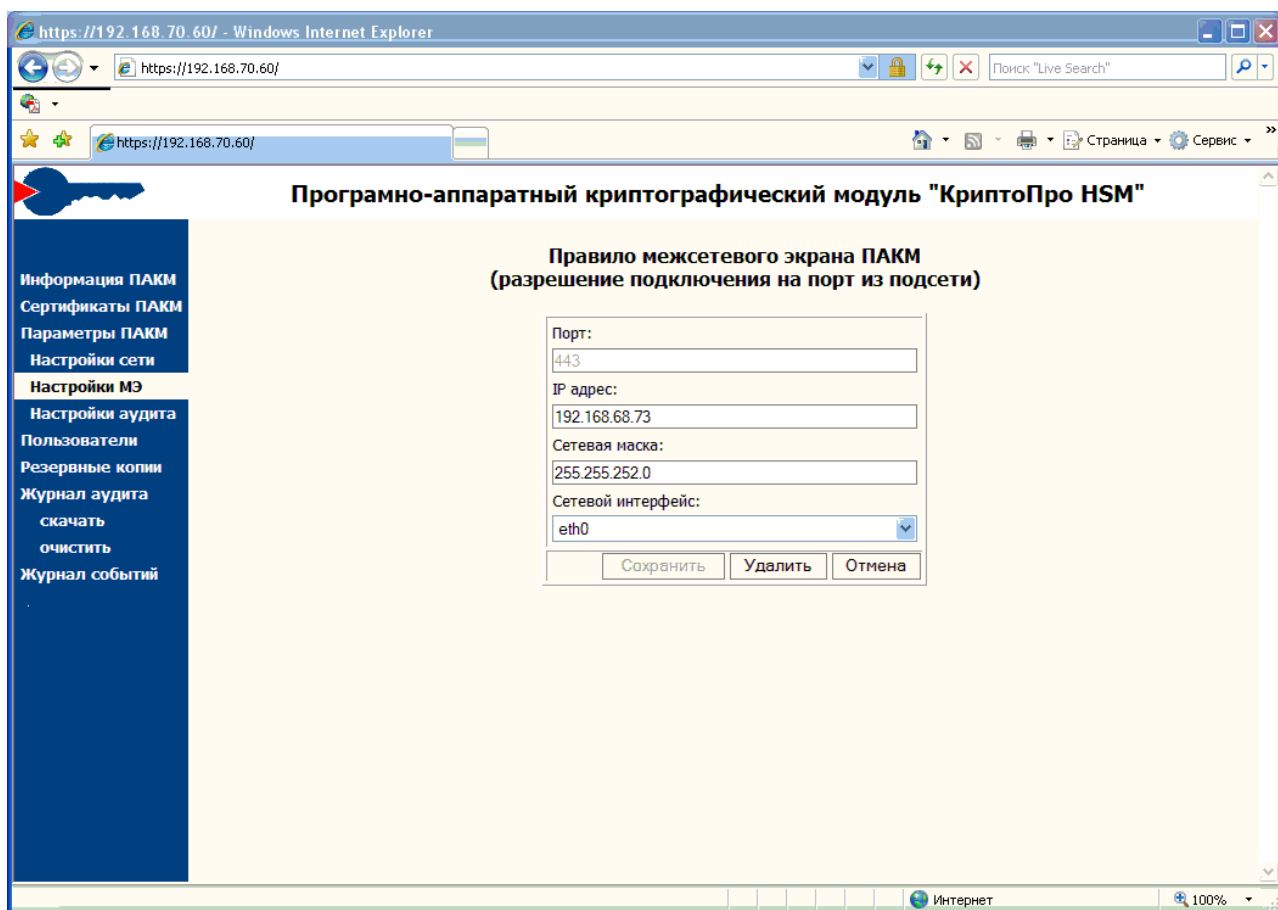 https://192.168.70.60/ - Windows Internet Explorer
https://192.168.70.60/
Поиск "Live Search"
https://192.168.70.60/
Страница
Сервис
»
Програмно-аппаратный криптографический модуль "КриптоПро HSM"
Информация ПАКМ
Сертификаты ПАКМ
Параметры ПАКМ
Настройки сети
Настройки МЭ
Настройки аудита
Пользователи
Резервные копии
Журнал аудита
скачать
очистить
Журнал событий
Правило межсетевого экрана ПАКМ
(разрешение подключения на порт из подсети)
Порт:
443
IP адрес:
192.168.68.73
Сетевая маска:
255.255.252.0
Сетевой интерфейс:
eth0
Сохранить
Удалить
Отмена
Интернет
100%